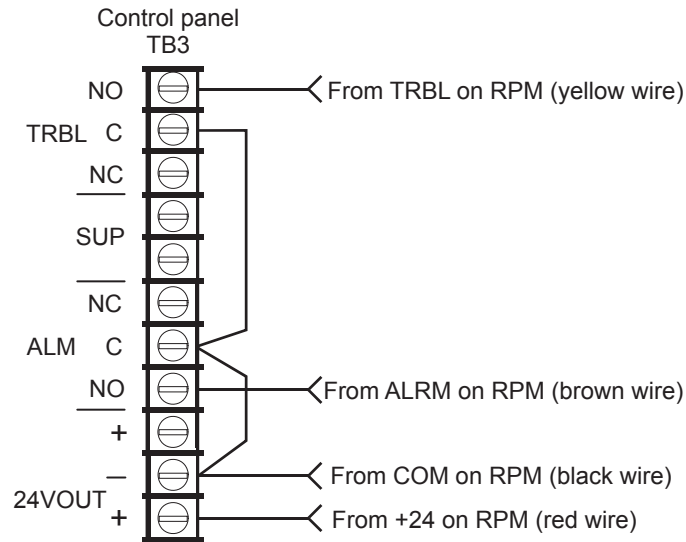 Control panel
TB3
NO From TRBL on RPM (yellow wire)
TRBL C
NC
SUP
NC
ALM C
NO From ALRM on RPM (brown wire)
+
– From COM on RPM (black wire)
24VOUT
+ From +24 on RPM (red wire)